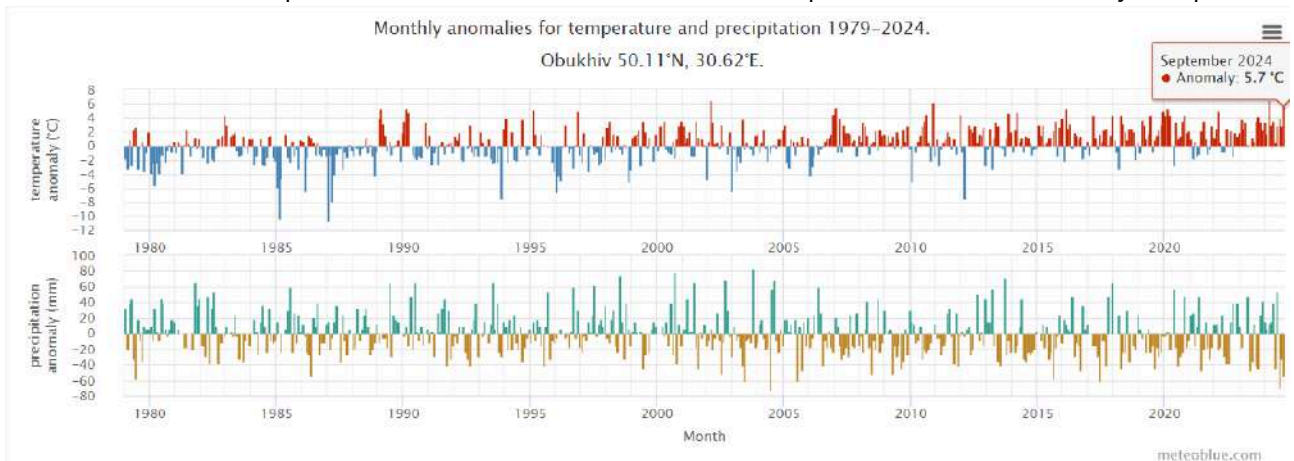 Monthly anomalies for temperature and precipitation 1979-2024.
Obukhiv 50.11°N, 30.62°E.
September 2024
● Anomaly: 5.7 °C
temperature
anomaly (°C)
8
6
4
2
0
-2
-4
-6
-8
-10
-12
1980 1985 1990 1995 2000 2005 2010 2015 2020
precipitation
anomaly (mm)
100
80
60
40
20
0
-20
-40
-60
-80
1980 1985 1990 1995 2000 2005 2010 2015 2020
Month
meteoblue.com